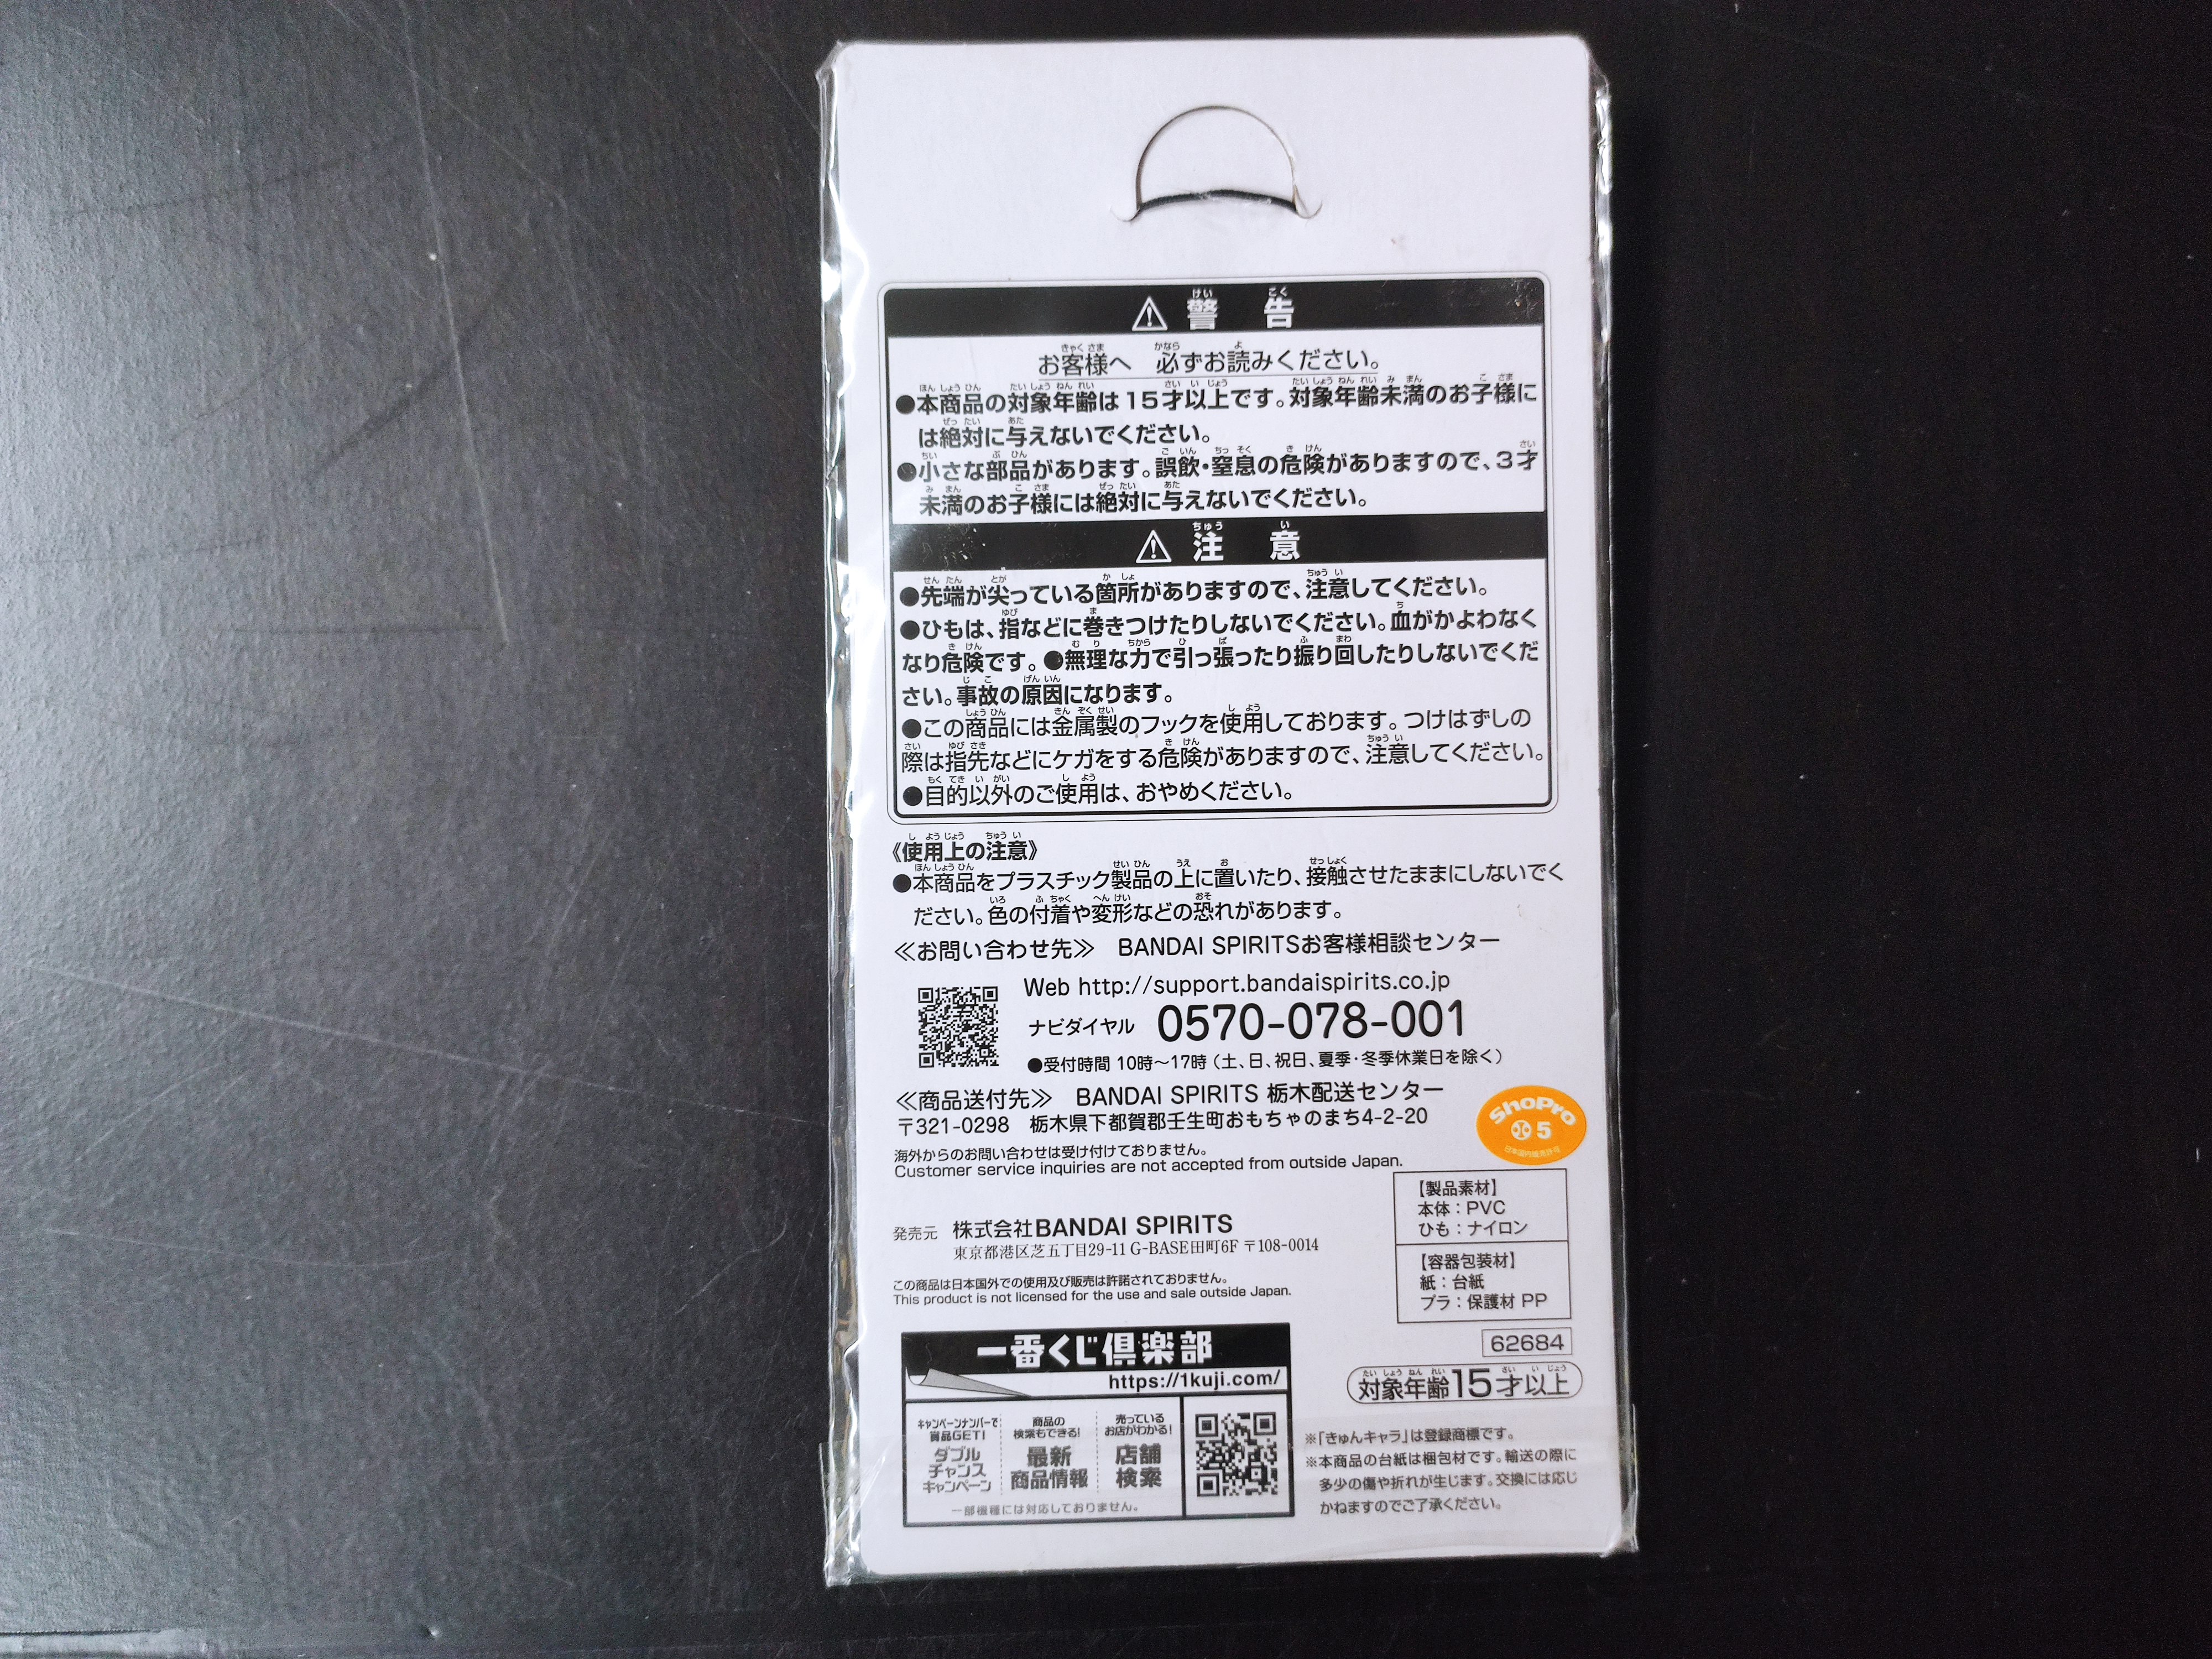 ⚠ 警 告
お客様へ 必ずお読みください。
●本商品の対象年齢は15才以上です。対象年齢未満のお子様に
は絶対に与えないでください。
●小さな部品があります。誤飲・窒息の危険がありますので、3才
未満のお子様には絶対に与えないでください。
⚠ 注 意
●先端が尖っている箇所がありますので、注意してください。
●ひもは、指などに巻きつけたりしないでください。血がかよわなく
なり危険です。●無理な力で引っ張ったり振り回したりしないでくだ
さい。事故の原因になります。
●この商品には金属製のフックを使用しております。つけはずしの
際は指先などにケガをする危険がありますので、注意してください。
●目的以外のご使用は、おやめください。
《使用上の注意》
●本商品をプラスチック製品の上に置いたり、接触させたままにしないでく
ださい。色の付着や変形などの恐れがあります。
≪お問い合わせ先≫ BANDAI SPIRITSお客様相談センター
Web http://support.bandaispirits.co.jp
ナビダイヤル 0570-078-001
●受付時間 10時～17時（土、日、祝日、夏季・冬季休業日を除く）
≪商品送付先≫ BANDAI SPIRITS 栃木配送センター
〒321-0298 栃木県下都賀郡壬生町おもちゃのまち4-2-20
海外からのお問い合わせは受け付けておりません。
Customer service inquiries are not accepted from outside Japan.
ShoPro
5
日本国内販売許可
発売元 株式会社BANDAI SPIRITS
東京都港区芝五丁目29-11 G-BASE田町6F 〒108-0014
この商品は日本国外での使用及び販売は許諾されておりません。
This product is not licensed for the use and sale outside Japan.
【製品素材】
本体：PVC
ひも：ナイロン
【容器包装材】
紙：台紙
プラ：保護材 PP
62684
対象年齢15才以上
一番くじ倶楽部
https://1kuji.com/
キャンペーンナンバーで
賞品GET!
ダブル
チャンス
キャンペーン
商品の
検索もできる!
最新
商品情報
売っている
お店がわかる!
店舗
検索
一部機種には対応しておりません。
※「きゅんキャラ」は登録商標です。
※本商品の台紙は梱包材です。輸送の際に
多少の傷や折れが生じます。交換には応じ
かねますのでご了承ください。